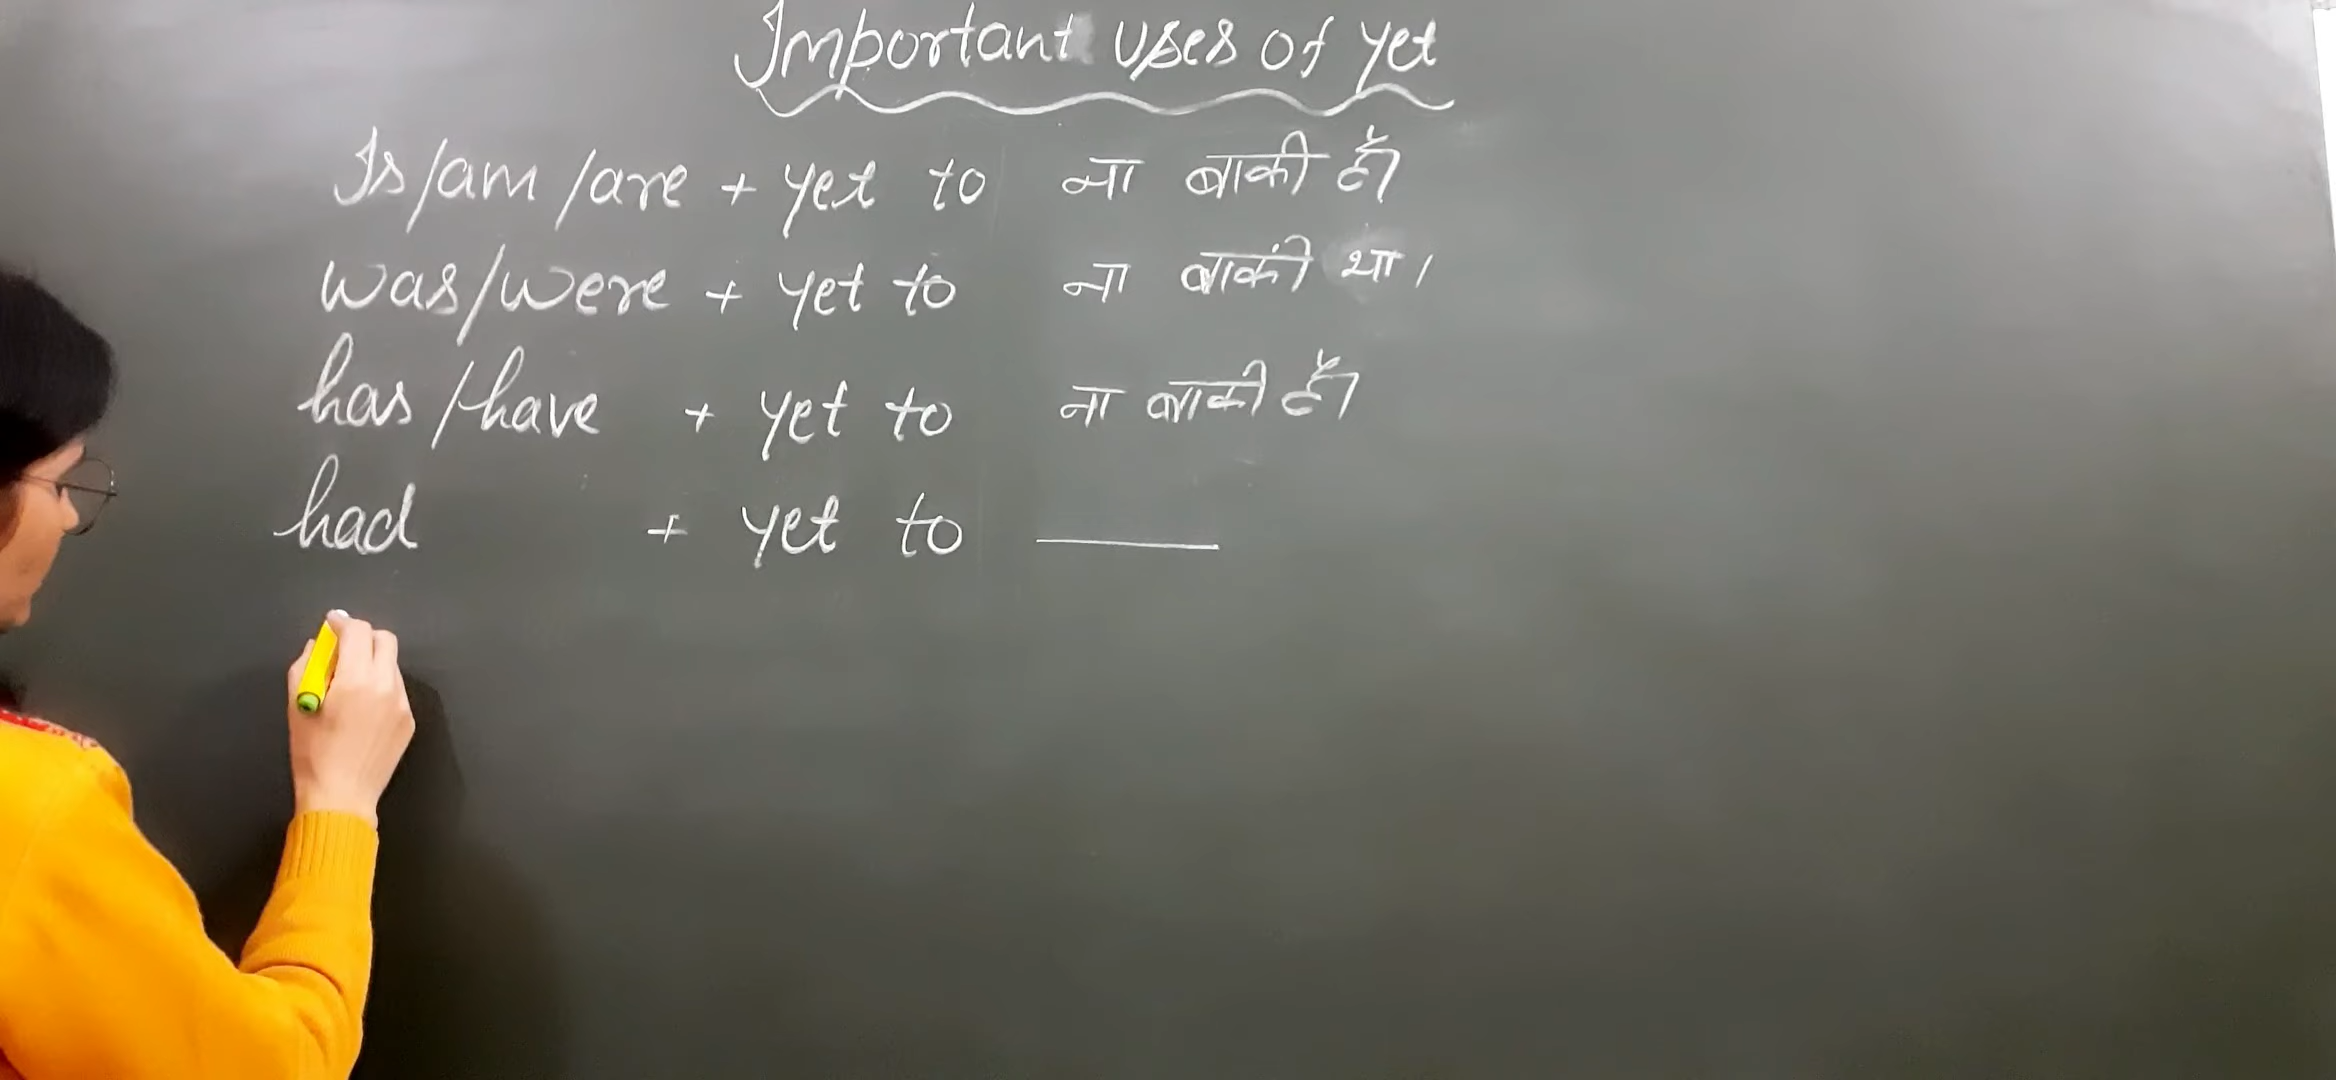 Important uses of yet
Is/am/are + yet to ना बाकी है।
was/were + yet to ना बाकी था।
has/have + yet to ना बाकी है।
had + yet to ____